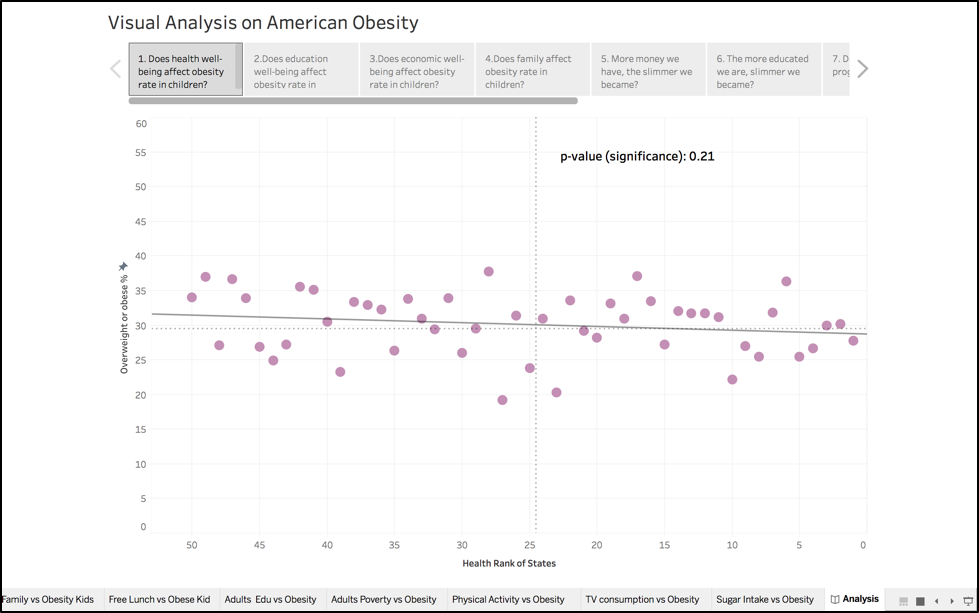 Visual Analysis on American Obesity
1. Does health well-
being affect obesity
rate in children?
2.Does education
well-being affect
obesity rate in
3.Does economic well-
being affect obesity
rate in children?
4.Does family affect
obesity rate in
children?
5. More money we
have, the slimmer we
became?
6. The more educated
we are, slimmer we
became?
7. D
prog
60
55
50
45
40
35
30
25
20
15
10
5
0
Overweight or obese %
p-value (significance): 0.21
50 45 40 35 30 25 20 15 10 5 0
Health Rank of States
Family vs Obesity Kids Free Lunch vs Obese Kid Adults Edu vs Obesity Adults Poverty vs Obesity Physical Activity vs Obesity TV consumption vs Obesity Sugar Intake vs Obesity Analysis